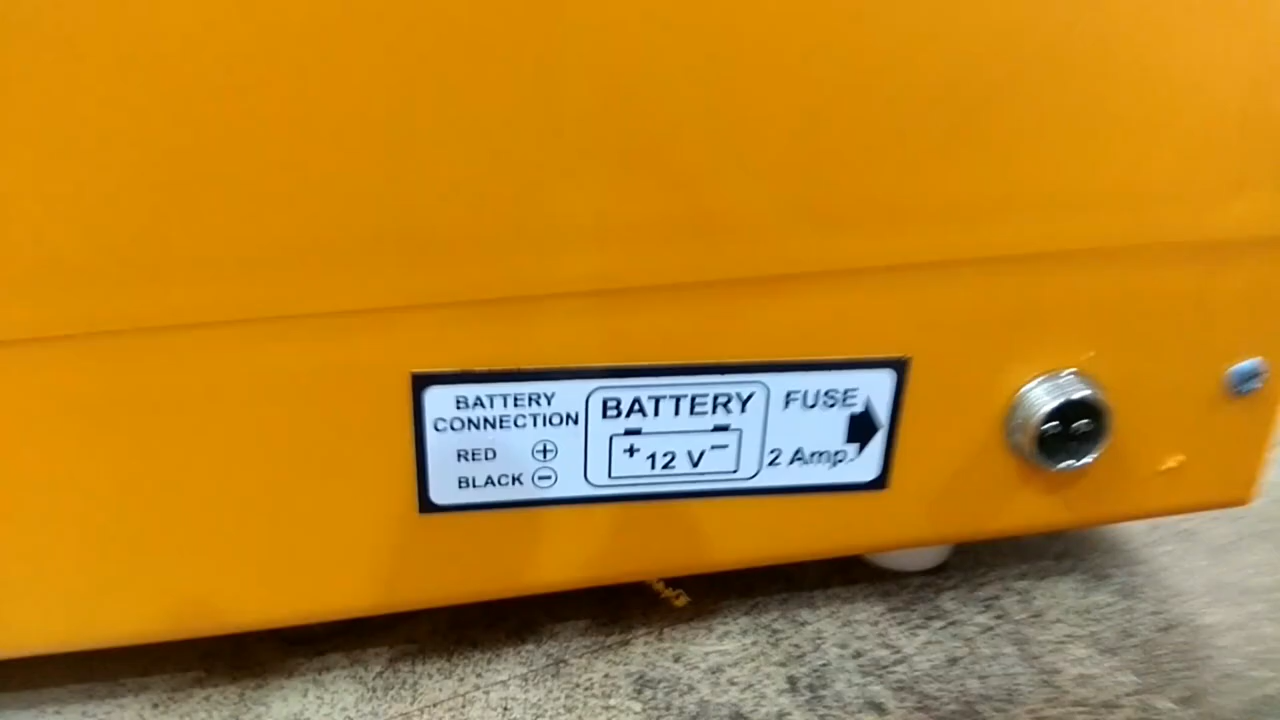 BATTERY
CONNECTION
RED ⊕
BLACK ⊖
BATTERY
+ 12 V −
FUSE
2 Amp.